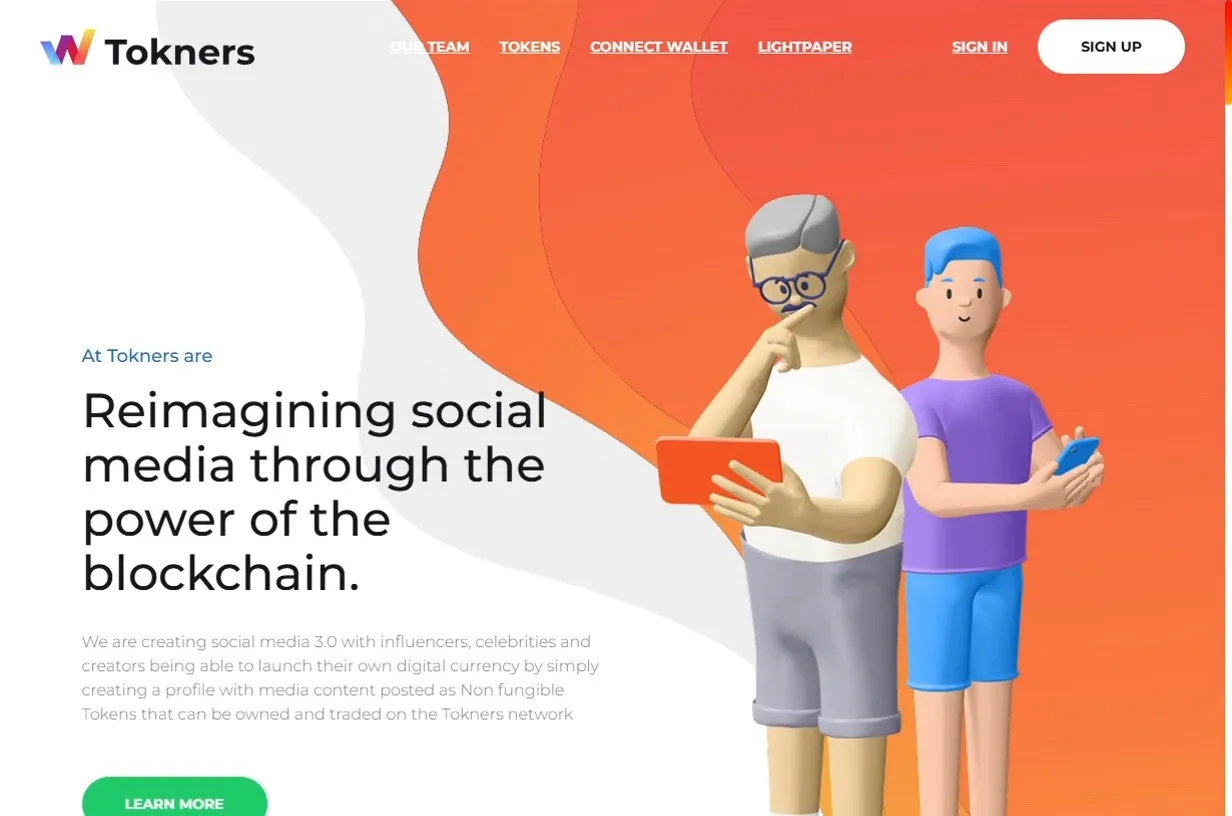 Tokners
OUR TEAM
TOKENS
CONNECT WALLET
LIGHTPAPER
SIGN IN
SIGN UP
At Tokners are
Reimagining social
media through the
power of the
blockchain.
We are creating social media 3.0 with influencers, celebrities and
creators being able to launch their own digital currency by simply
creating a profile with media content posted as Non fungible
Tokens that can be owned and traded on the Tokners network
LEARN MORE